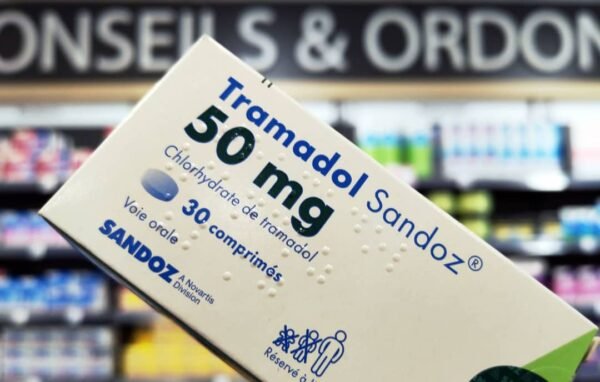 ONSEILS & ORDON
Tramadol Sandoz®
50 mg
Chlorhydrate de tramadol
30 comprimés
Voie orale
SANDOZ A Novartis
Division
Réservé à l